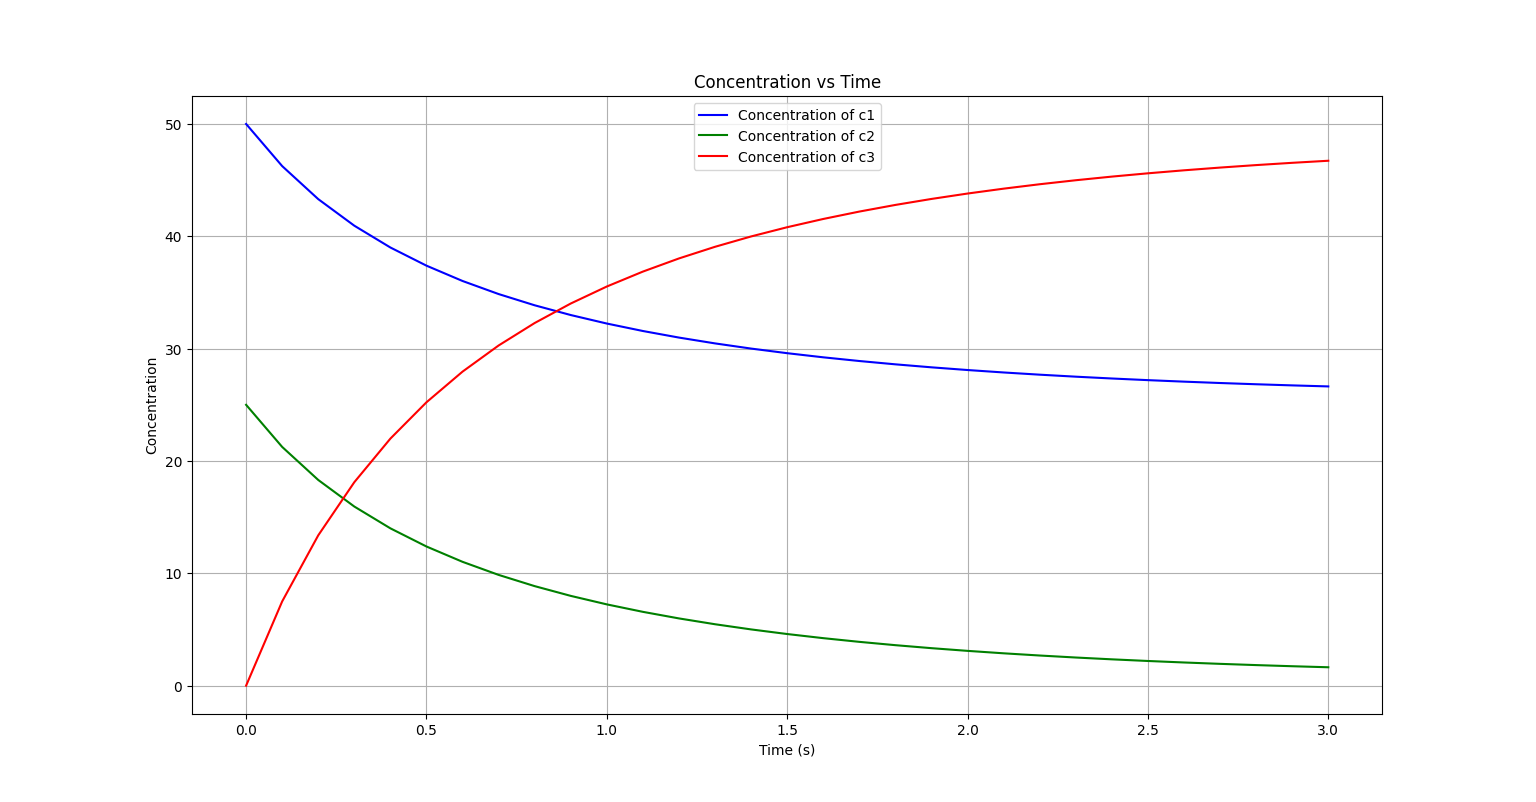 Concentration vs Time
Concentration of c1
Concentration of c2
Concentration of c3
Concentration
50
40
30
20
10
0
0.0 0.5 1.0 1.5 2.0 2.5 3.0
Time (s)